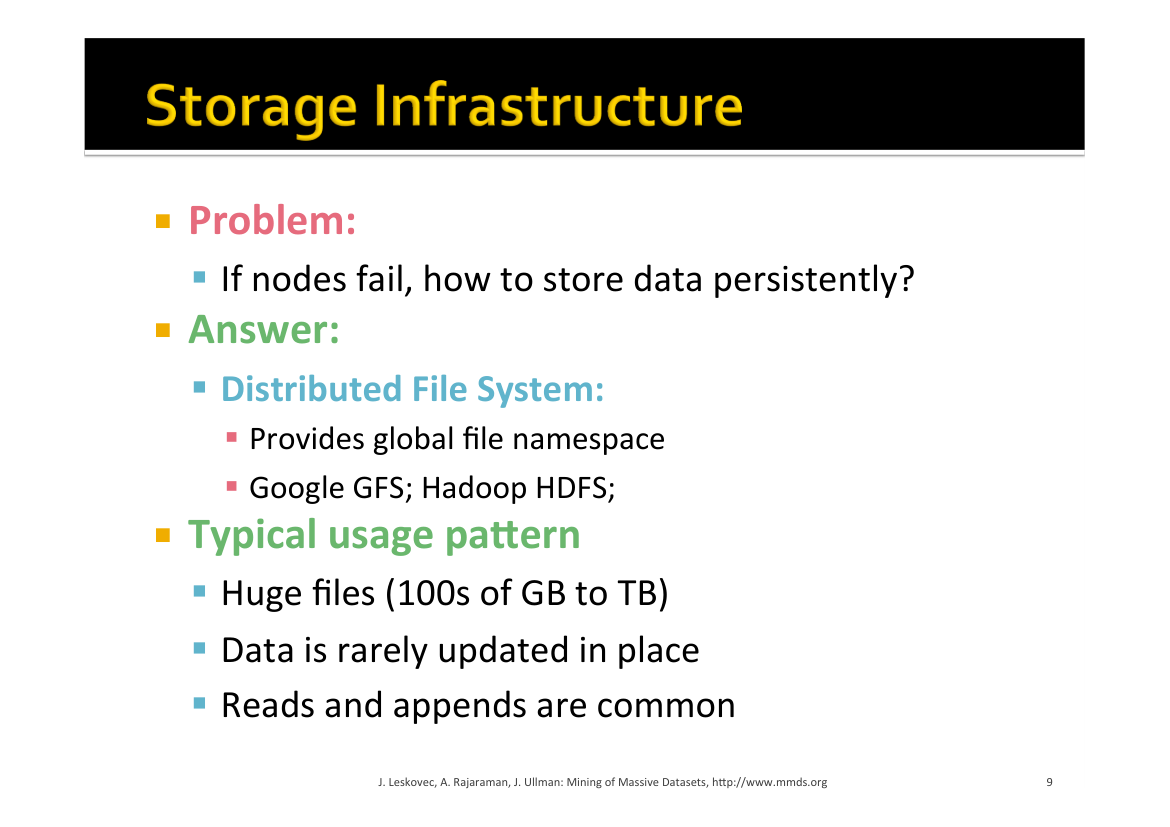 Storage Infrastructure
Problem:
If nodes fail, how to store data persistently?
Answer:
Distributed File System:
Provides global file namespace
Google GFS; Hadoop HDFS;
Typical usage pattern
Huge files (100s of GB to TB)
Data is rarely updated in place
Reads and appends are common
J. Leskovec, A. Rajaraman, J. Ullman: Mining of Massive Datasets, http://www.mmds.org
9